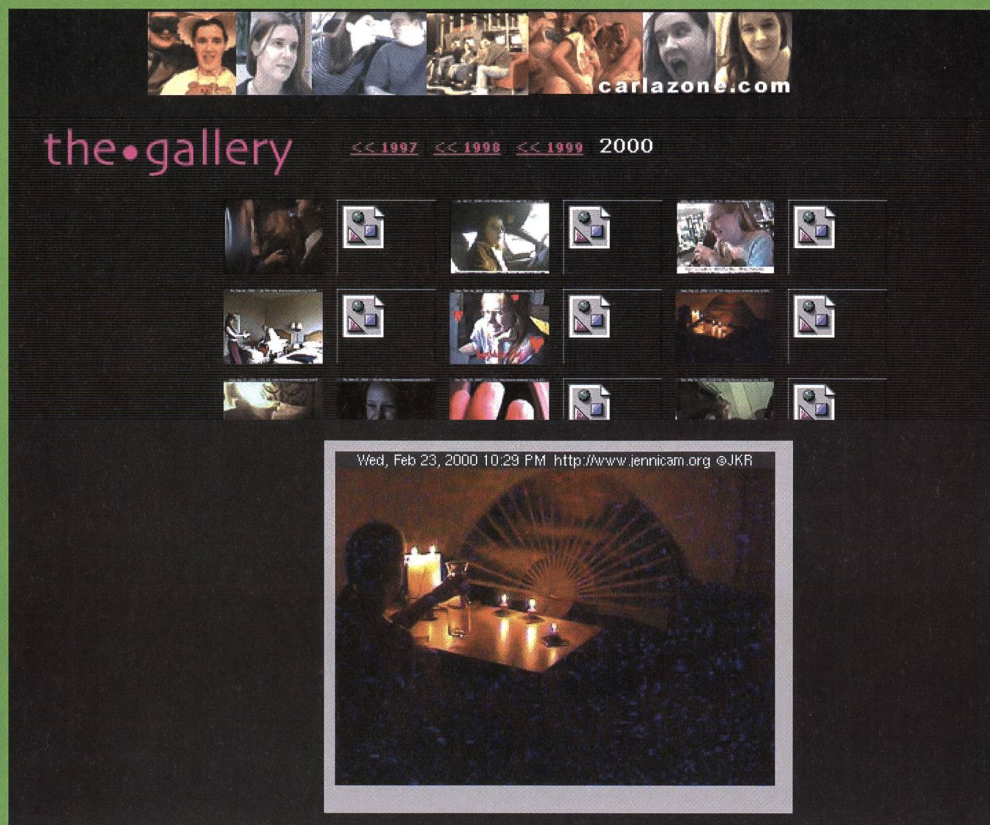 carlazone.com
the•gallery
<< 1997 << 1998 << 1999 2000
Wed, Feb 23, 2000 10:29 PM http://www.jennicam.org ©JKR